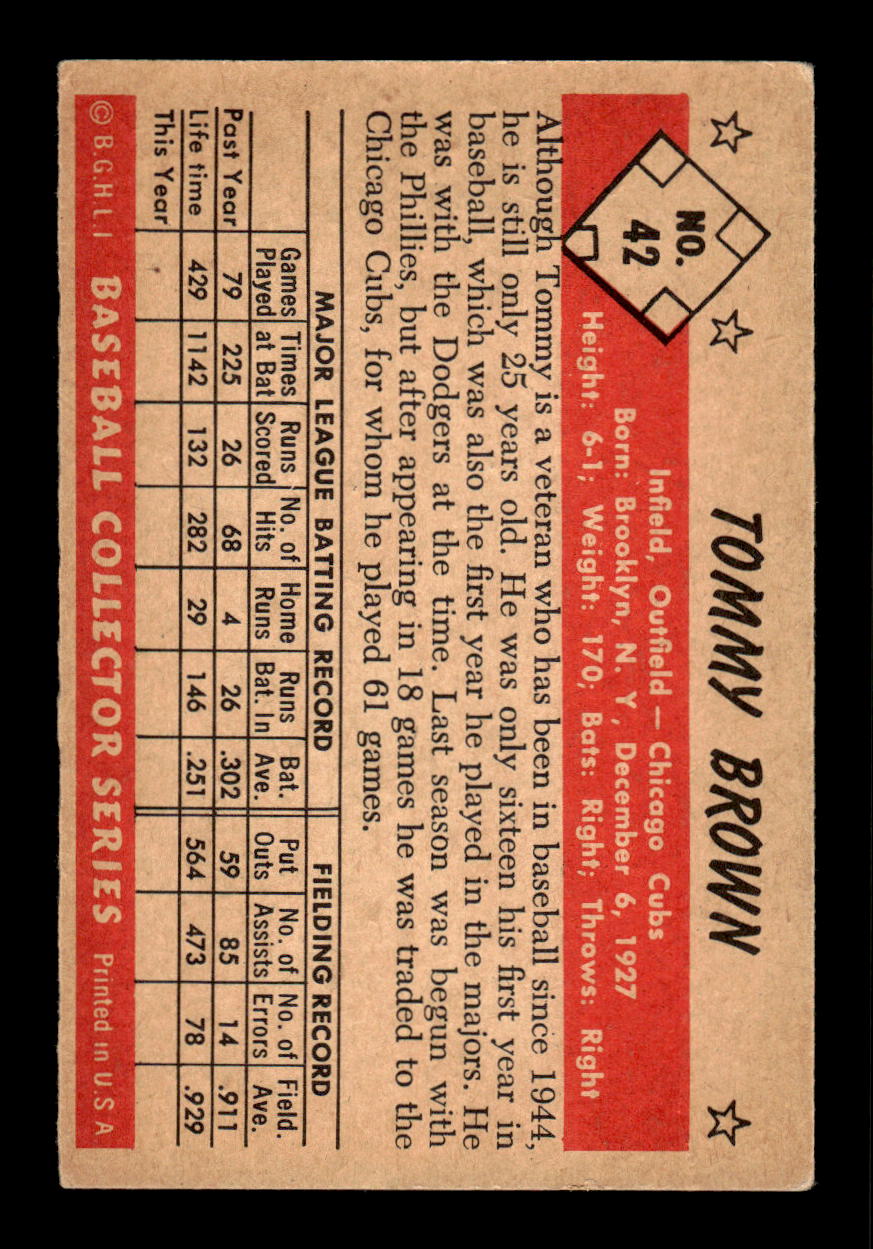 TOMMY BROWN
NO.
42
Infield, Outfield — Chicago Cubs
Born: Brooklyn, N. Y, December 6, 1927
Height: 6-1; Weight: 170; Bats: Right; Throws: Right
Although Tommy is a veteran who has been in baseball since 1944,
he is still only 25 years old. He was only sixteen his first year in
baseball, which was also the first year he played in the majors. He
was with the Dodgers at the time. Last season was begun with
the Phillies, but after appearing in 18 games he was traded to the
Chicago Cubs, for whom he played 61 games.
MAJOR LEAGUE BATTING RECORD FIELDING RECORD
Games Times Runs No. of Home Runs Bat. Put No. of No. of Field.
Played at Bat Scored Hits Runs Bat. In Ave. Outs Assists Errors Ave.
Past Year 79 225 26 68 4 26 .302 59 85 14 .911
Life time 429 1142 132 282 29 146 .251 564 473 78 .929
This Year
© B.G.H.L.I BASEBALL COLLECTOR SERIES Printed in U.S A